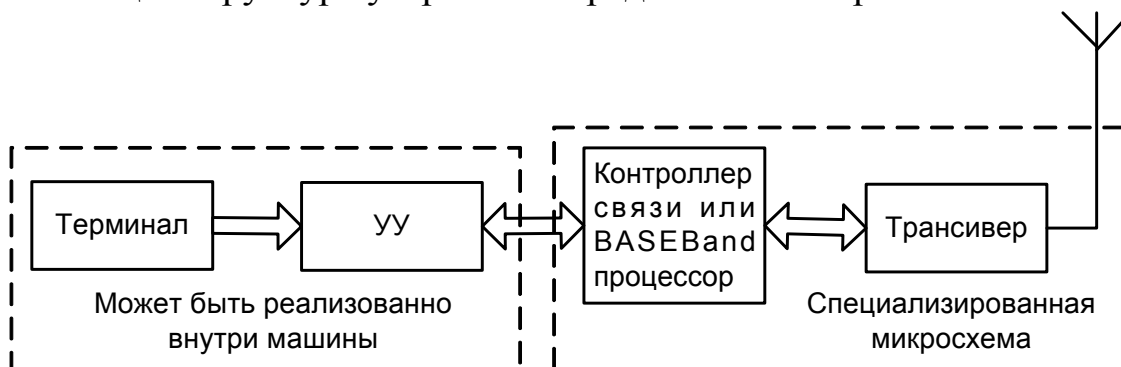 Терминал
УУ
Контроллер
связи или
BASEBand
процессор
Трансивер
Может быть реализованно
внутри машины
Специализированная
микросхема